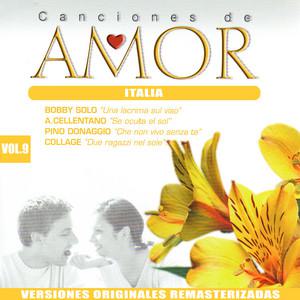 Canciones de
AMOR
ITALIA
BOBBY SOLO "Una lacrima sul viso"
A.CELLENTANO "Se oculta el sol"
PINO DONAGGIO "Che non vivo senza te"
COLLAGE "Due ragazzi nel sole"
VOL.9
VERSIONES ORIGINALES REMASTERIZADAS